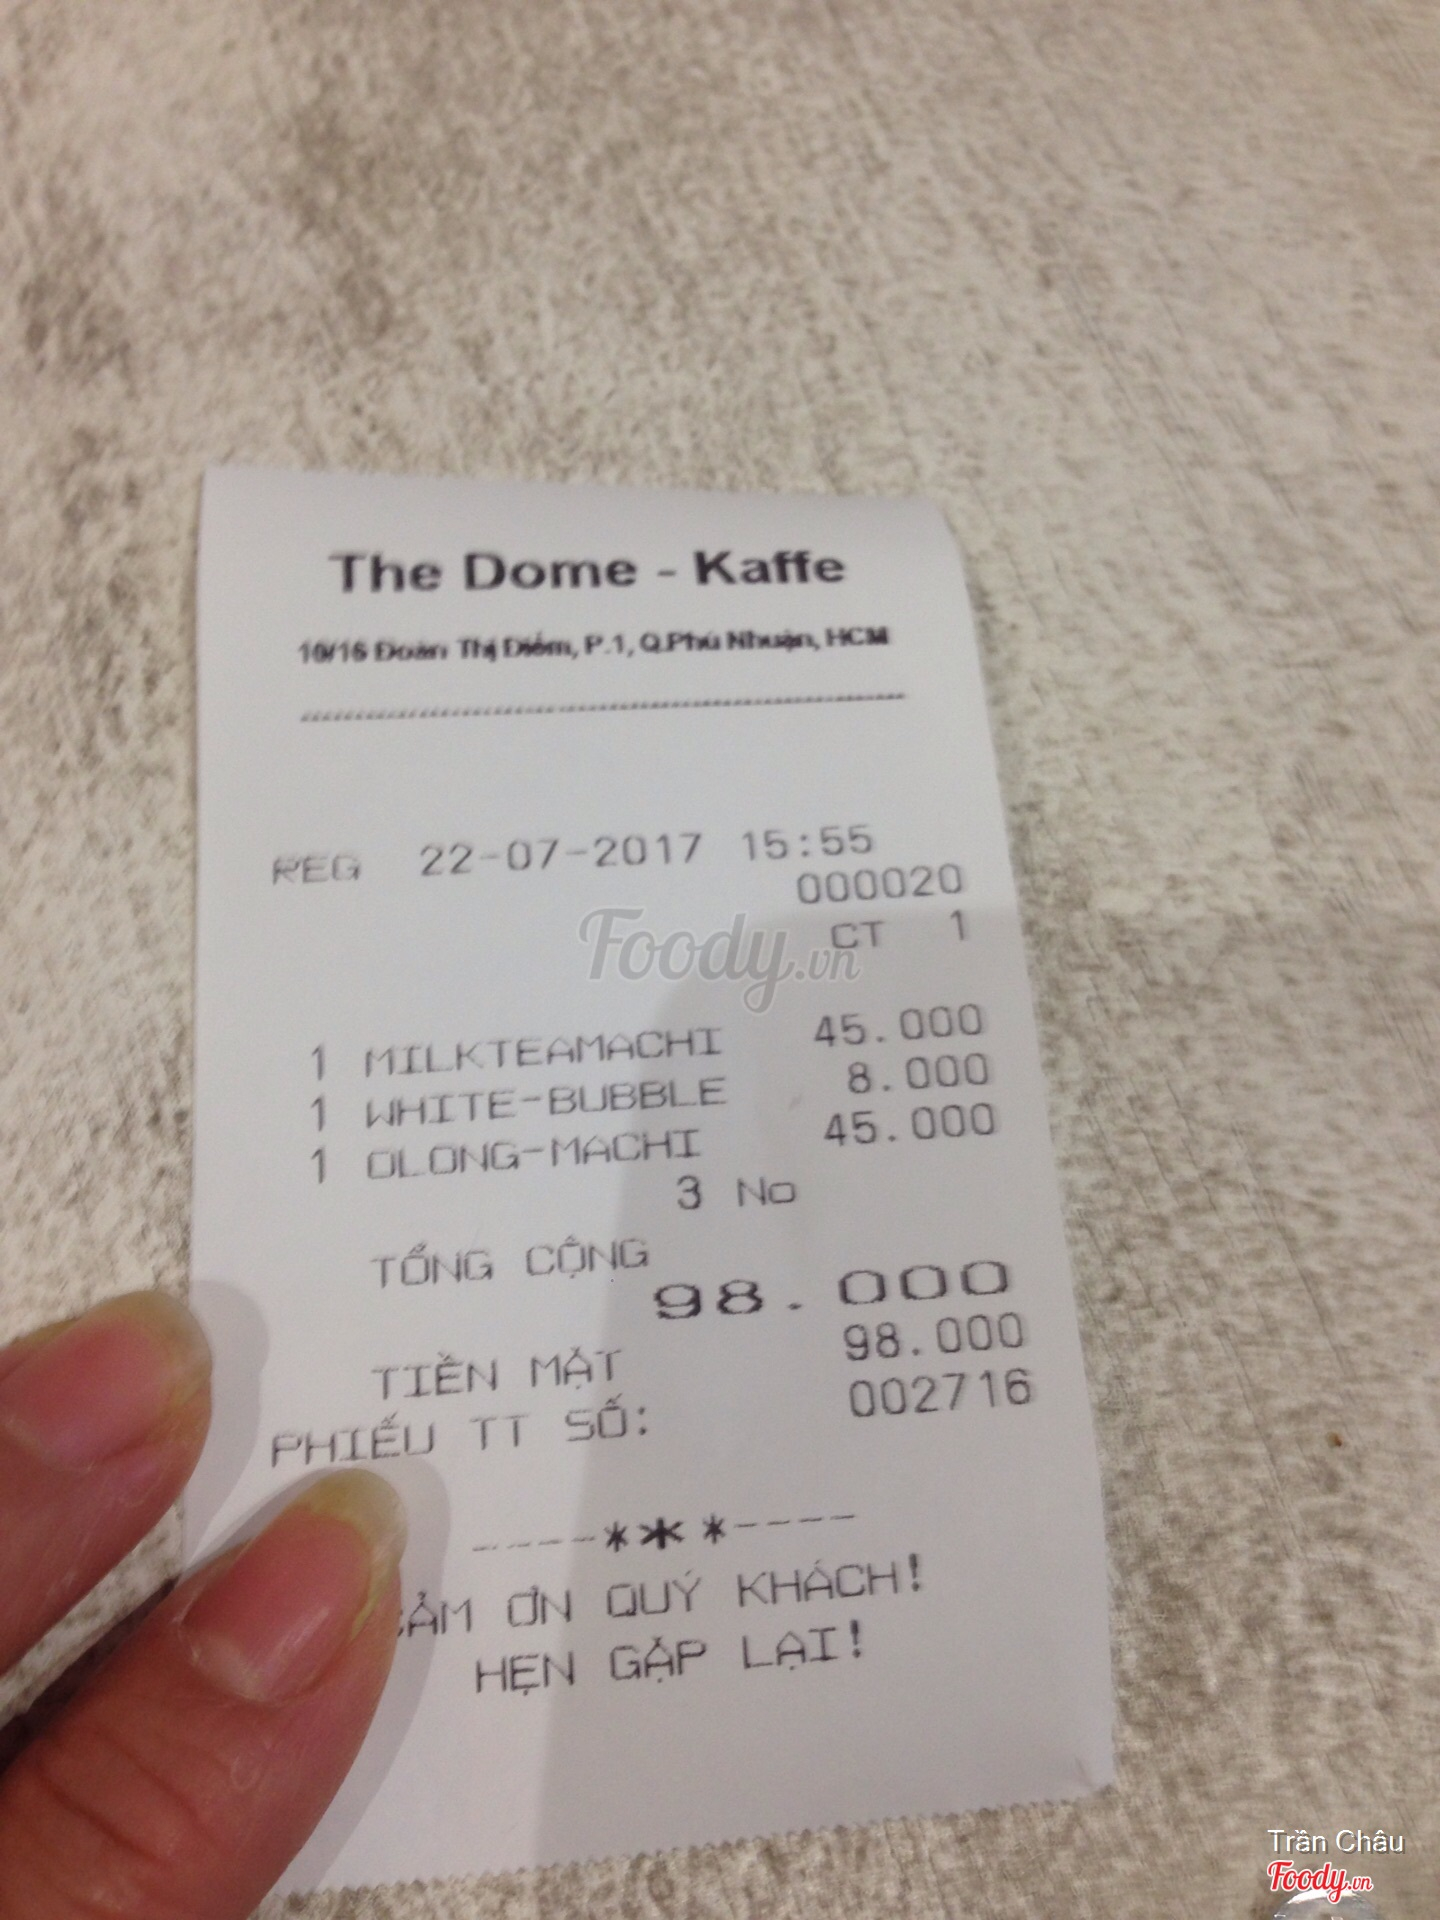 The Dome - Kaffe
10/16 Đoàn Thị Điểm, P.1, Q.Phú Nhuận, HCM
REG 22-07-2017 15:55
000020
CT 1
Foody.vn
1 MILKTEAMACHI 45.000
1 WHITE-BUBBLE 8.000
1 OLONG-MACHI 45.000
3 No
TỔNG CỘNG
98.000
TIỀN MẶT 98.000
PHIẾU TT SỐ: 002716
----***----
CẢM ƠN QUÝ KHÁCH!
HẸN GẶP LẠI!
Trần Châu
Foody.vn